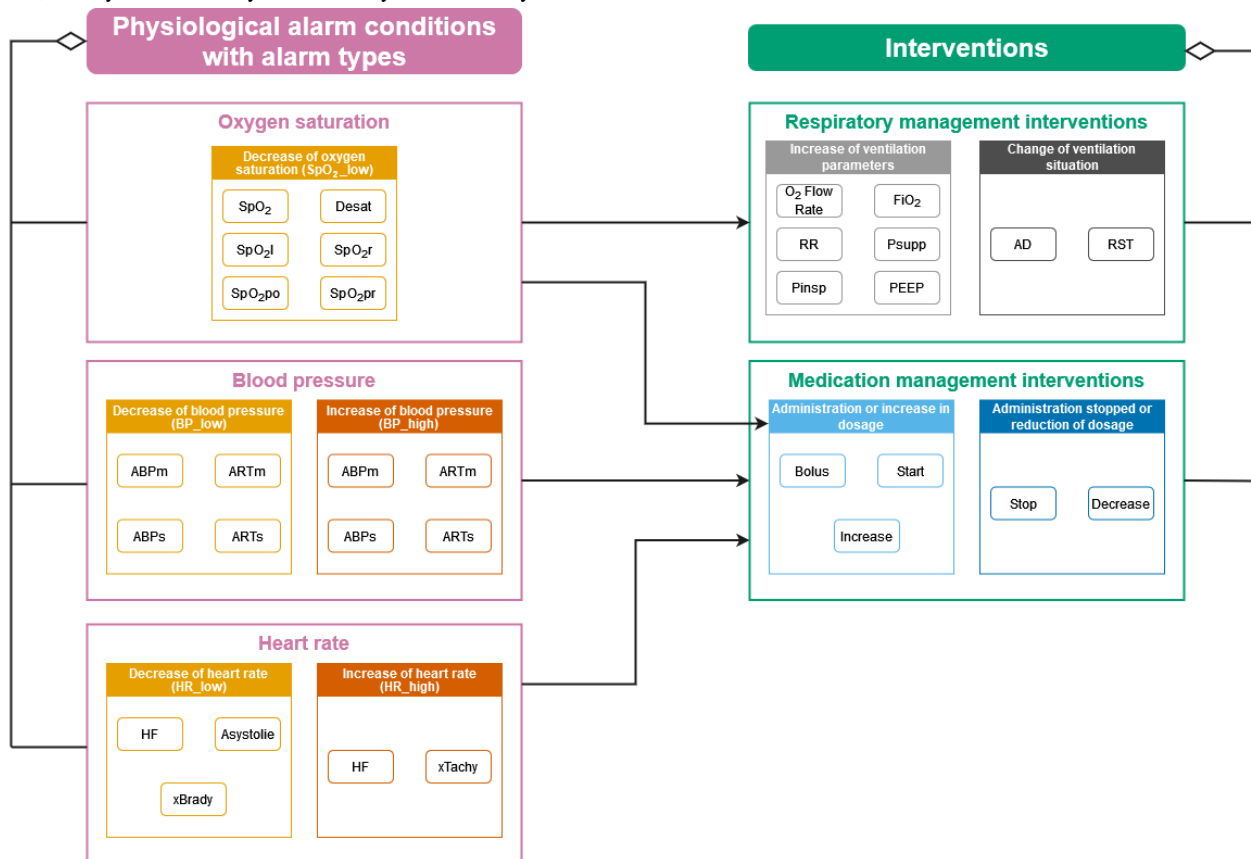 Physiological alarm conditions
with alarm types
Interventions
Oxygen saturation
Decrease of oxygen
saturation (SpO₂_low)
SpO₂
Desat
SpO₂l
SpO₂r
SpO₂po
SpO₂pr
Respiratory management interventions
Increase of ventilation
parameters
O₂ Flow
Rate
FiO₂
RR
Psupp
Pinsp
PEEP
Change of ventilation
situation
AD
RST
Blood pressure
Decrease of blood pressure
(BP_low)
ABPm
ARTm
ABPs
ARTs
Increase of blood pressure
(BP_high)
ABPm
ARTm
ABPs
ARTs
Medication management interventions
Administration or increase in
dosage
Bolus
Start
Increase
Administration stopped or
reduction of dosage
Stop
Decrease
Heart rate
Decrease of heart rate
(HR_low)
HF
Asystolie
xBrady
Increase of heart rate
(HR_high)
HF
xTachy